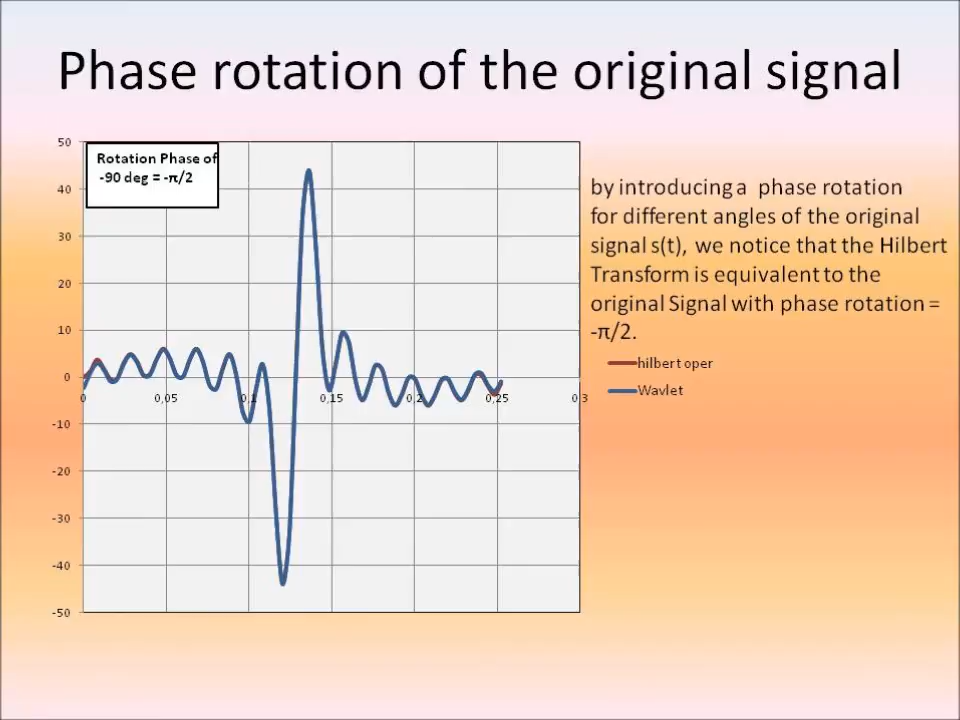 Phase rotation of the original signal
Rotation Phase of
-90 deg = -π/2
50
40
30
20
10
0
-10
-20
-30
-40
-50
0
0,05
0,1
0,15
0,2
0,25
0,3
by introducing a phase rotation
for different angles of the original
signal s(t), we notice that the Hilbert
Transform is equivalent to the
original Signal with phase rotation =
-π/2.
hilbert oper
Wavlet